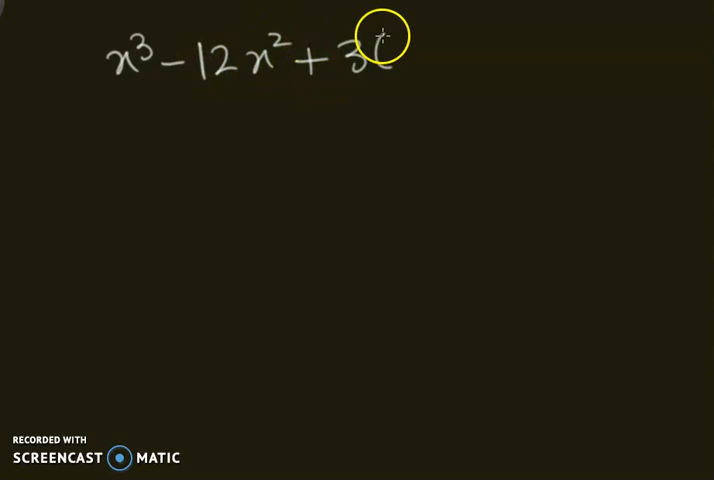 x³ - 12x² + 3
RECORDED WITH
SCREENCAST MATIC